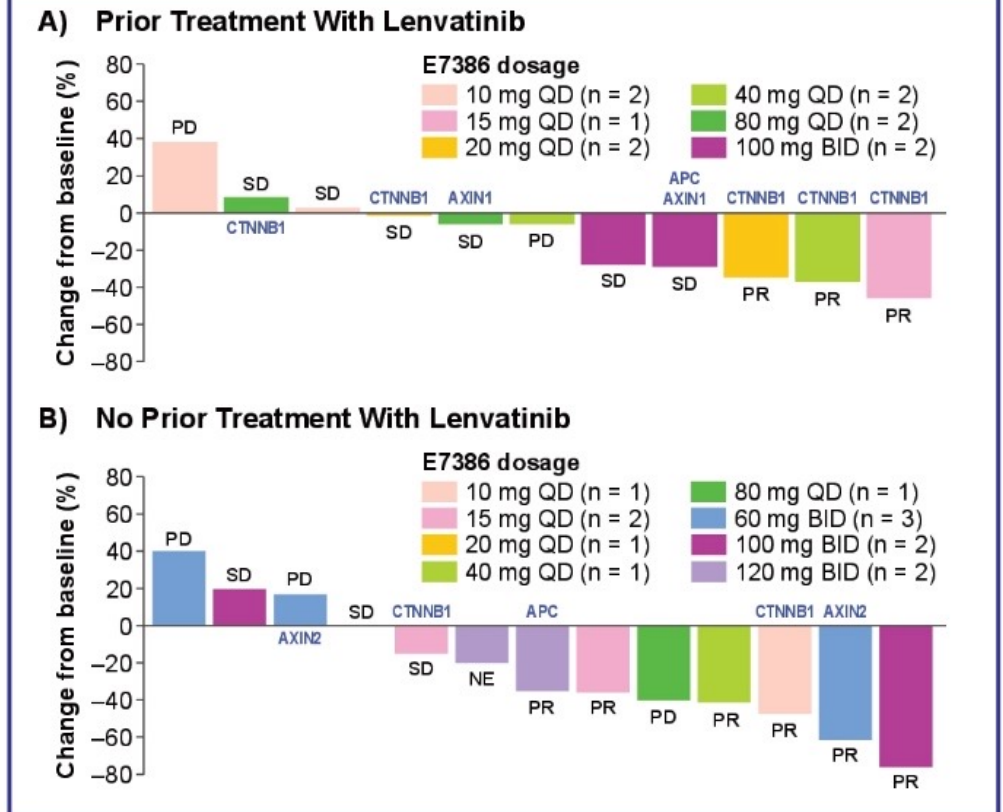 A) Prior Treatment With Lenvatinib
Change from baseline (%)
80
60
40
20
0
–20
–40
–60
–80
E7386 dosage
10 mg QD (n = 2)
15 mg QD (n = 1)
20 mg QD (n = 2)
40 mg QD (n = 2)
80 mg QD (n = 2)
100 mg BID (n = 2)
PD
SD
CTNNB1
SD
CTNNB1
SD
AXIN1
SD
PD
SD
APC
AXIN1
SD
CTNNB1
PR
CTNNB1
PR
CTNNB1
PR
B) No Prior Treatment With Lenvatinib
Change from baseline (%)
80
60
40
20
0
–20
–40
–60
–80
E7386 dosage
10 mg QD (n = 1)
15 mg QD (n = 2)
20 mg QD (n = 1)
40 mg QD (n = 1)
80 mg QD (n = 1)
60 mg BID (n = 3)
100 mg BID (n = 2)
120 mg BID (n = 2)
PD
SD
PD
AXIN2
SD
CTNNB1
SD
NE
APC
PR
PR
PD
PR
CTNNB1
PR
AXIN2
PR
PR